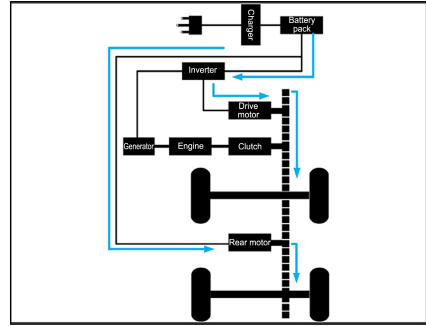 Charger
Battery
pack
Inverter
Drive
motor
Generator
Engine
Clutch
Rear motor